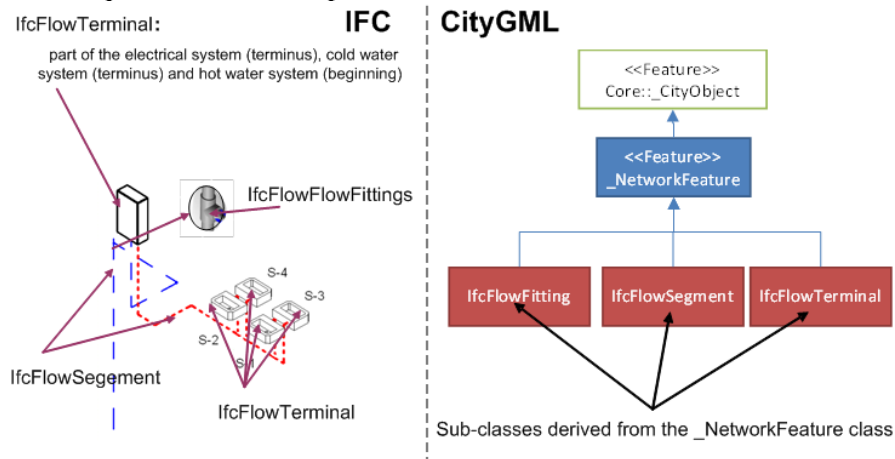 IfcFlowTerminal:
IFC
part of the electrical system (terminus), cold water
system (terminus) and hot water system (beginning)
IfcFlowFlowFittings
S-4
S-3
S-2
S-1
IfcFlowSegement
IfcFlowTerminal
CityGML
<<Feature>>
Core::_CityObject
<<Feature>>
_NetworkFeature
IfcFlowFitting
IfcFlowSegment
IfcFlowTerminal
Sub-classes derived from the _NetworkFeature class